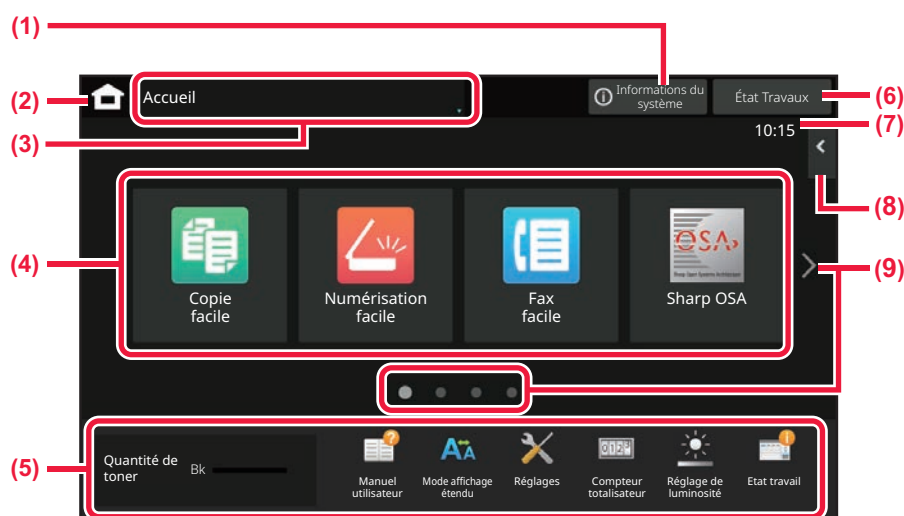 (1)
(2)
Accueil
Informations du
système
État Travaux
(6)
(3)
10:15
(7)
(8)
(4)
Copie
facile
Numérisation
facile
Fax
facile
OSA
Sharp OSA
(9)
(5)
Quantité de
toner
Bk
Manuel
utilisateur
Mode affichage
étendu
Réglages
Compteur
totalisateur
Réglage de
luminosité
Etat travail